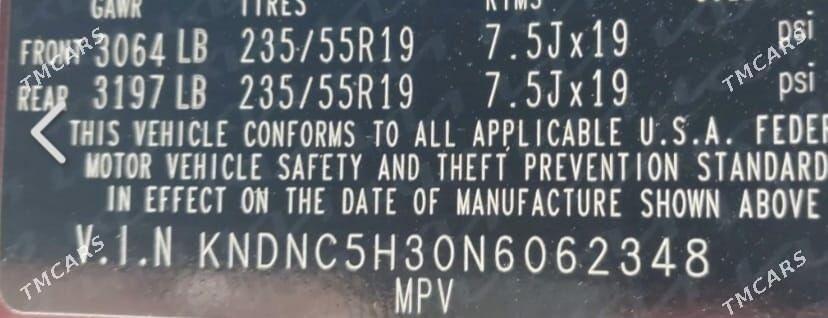 GAWR TIRES RIMS
FRONT 3064 LB 235/55R19 7.5Jx19 psi
REAR 3197 LB 235/55R19 7.5Jx19 psi
THIS VEHICLE CONFORMS TO ALL APPLICABLE U.S.A. FEDER
MOTOR VEHICLE SAFETY AND THEFT PREVENTION STANDARD
IN EFFECT ON THE DATE OF MANUFACTURE SHOWN ABOVE
V.I.N KNDNC5H30N6062348
MPV
TMCARS
TMCARS
TMCARS
TMCARS